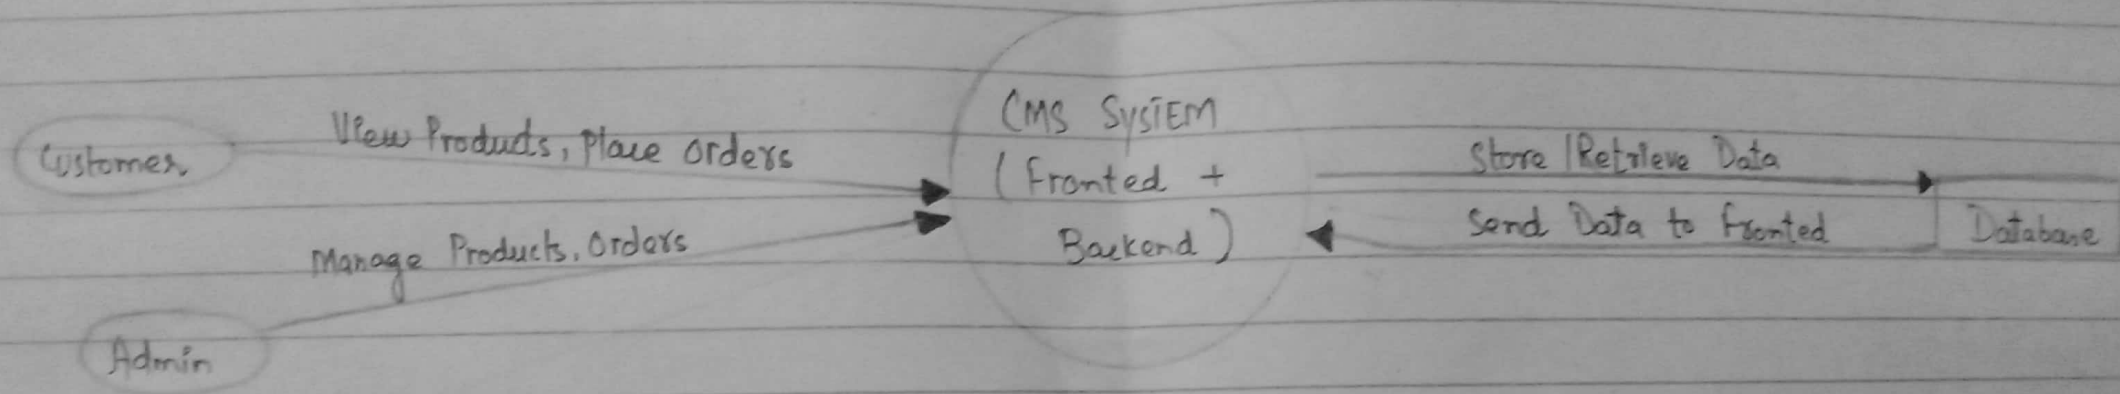 Customer
View Products, Place Orders
Manage Products, Orders
Admin
CMS SYSTEM
(Fronted +
Backend)
Store / Retrieve Data
Send Data to fronted
Database